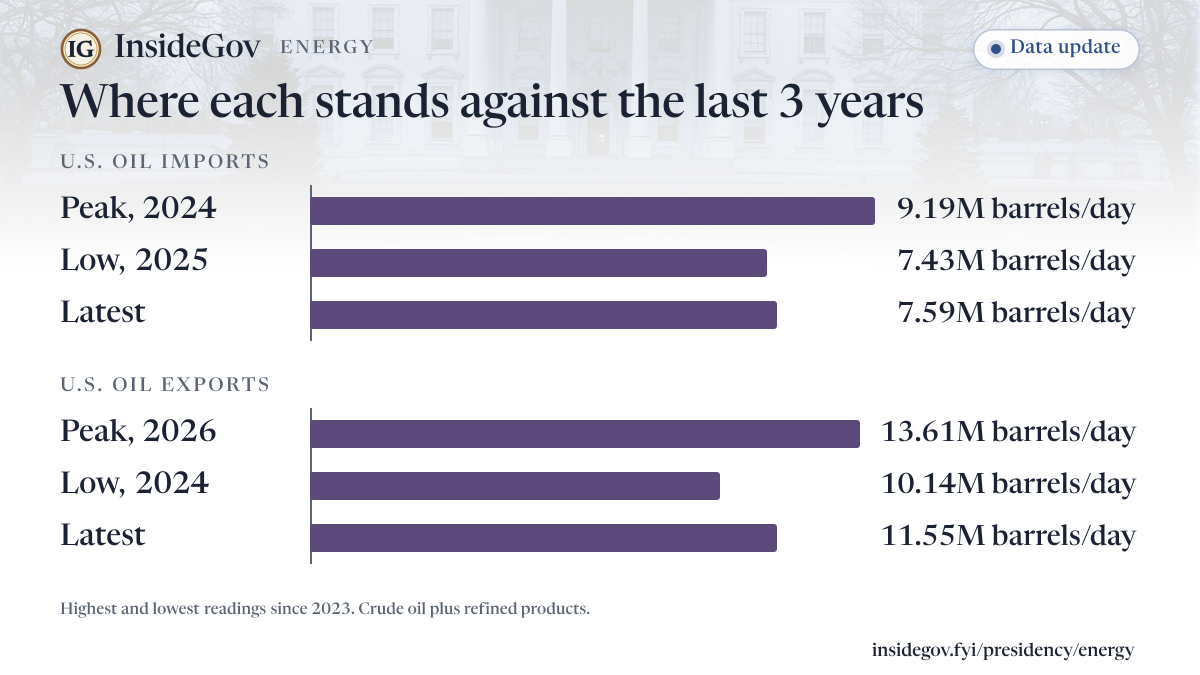 IG InsideGov ENERGY
Data update
Where each stands against the last 3 years
U.S. OIL IMPORTS
Peak, 2024 9.19M barrels/day
Low, 2025 7.43M barrels/day
Latest 7.59M barrels/day
U.S. OIL EXPORTS
Peak, 2026 13.61M barrels/day
Low, 2024 10.14M barrels/day
Latest 11.55M barrels/day
Highest and lowest readings since 2023. Crude oil plus refined products.
insidegov.fyi/presidency/energy